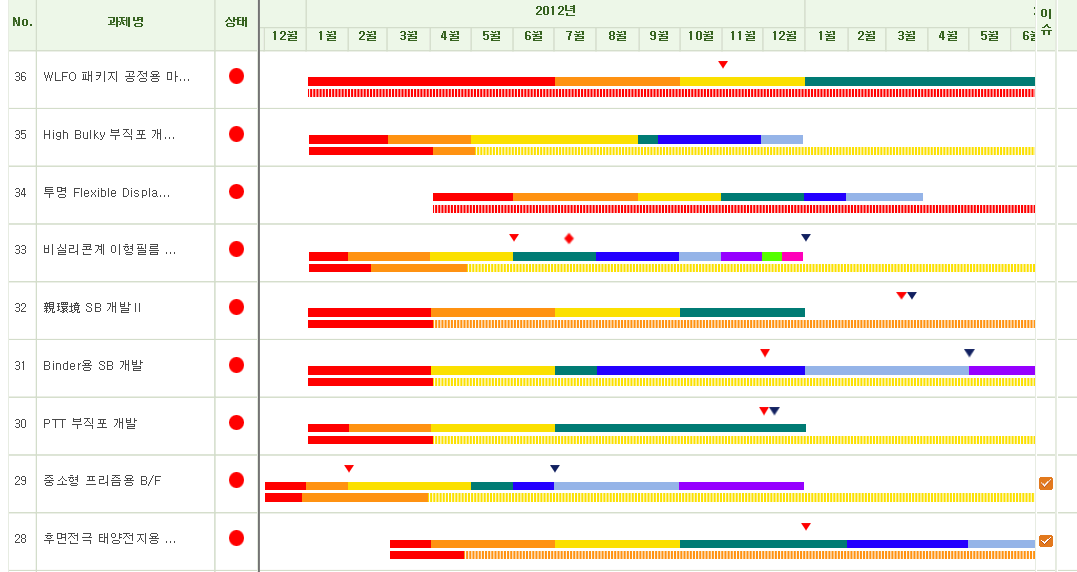 No. 과제명 상태 2012년 이슈
12월 1월 2월 3월 4월 5월 6월 7월 8월 9월 10월 11월 12월 1월 2월 3월 4월 5월
36 WLFO 패키지 공정용 마...
35 High Bulky 부직포 개...
34 투명 Flexible Displa...
33 비실리콘계 이형필름 ...
32 親環境 SB 개발Ⅱ
31 Binder용 SB 개발
30 PTT 부직포 개발
29 중소형 프리즘용 B/F
28 후면전극 태양전지용 ...